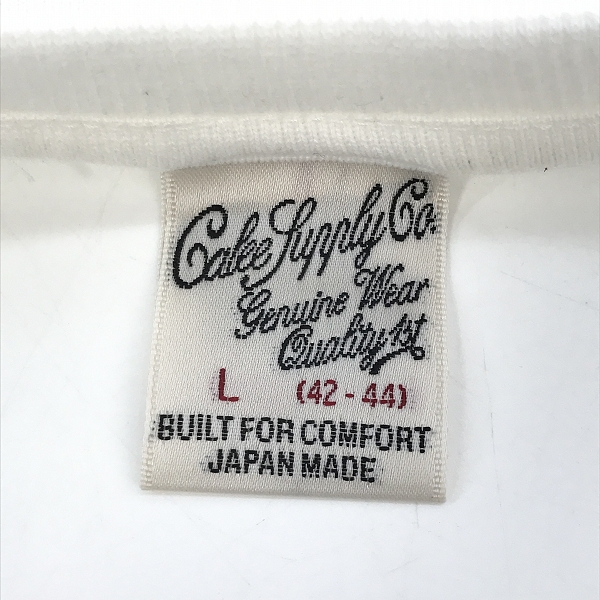 Calee Supply Co.
Genuine Wear
Quality 1st
L (42-44)
BUILT FOR COMFORT
JAPAN MADE